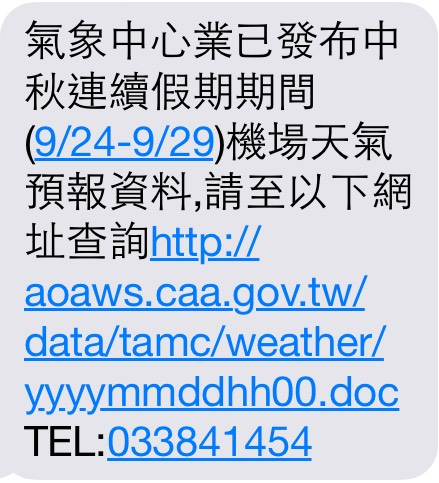 氣象中心業已發布中
秋連續假期期間
(9/24-9/29)機場天氣
預報資料,請至以下網
址查詢http://
aoaws.caa.gov.tw/
data/tamc/weather/
yyyymmddhh00.doc
TEL:033841454